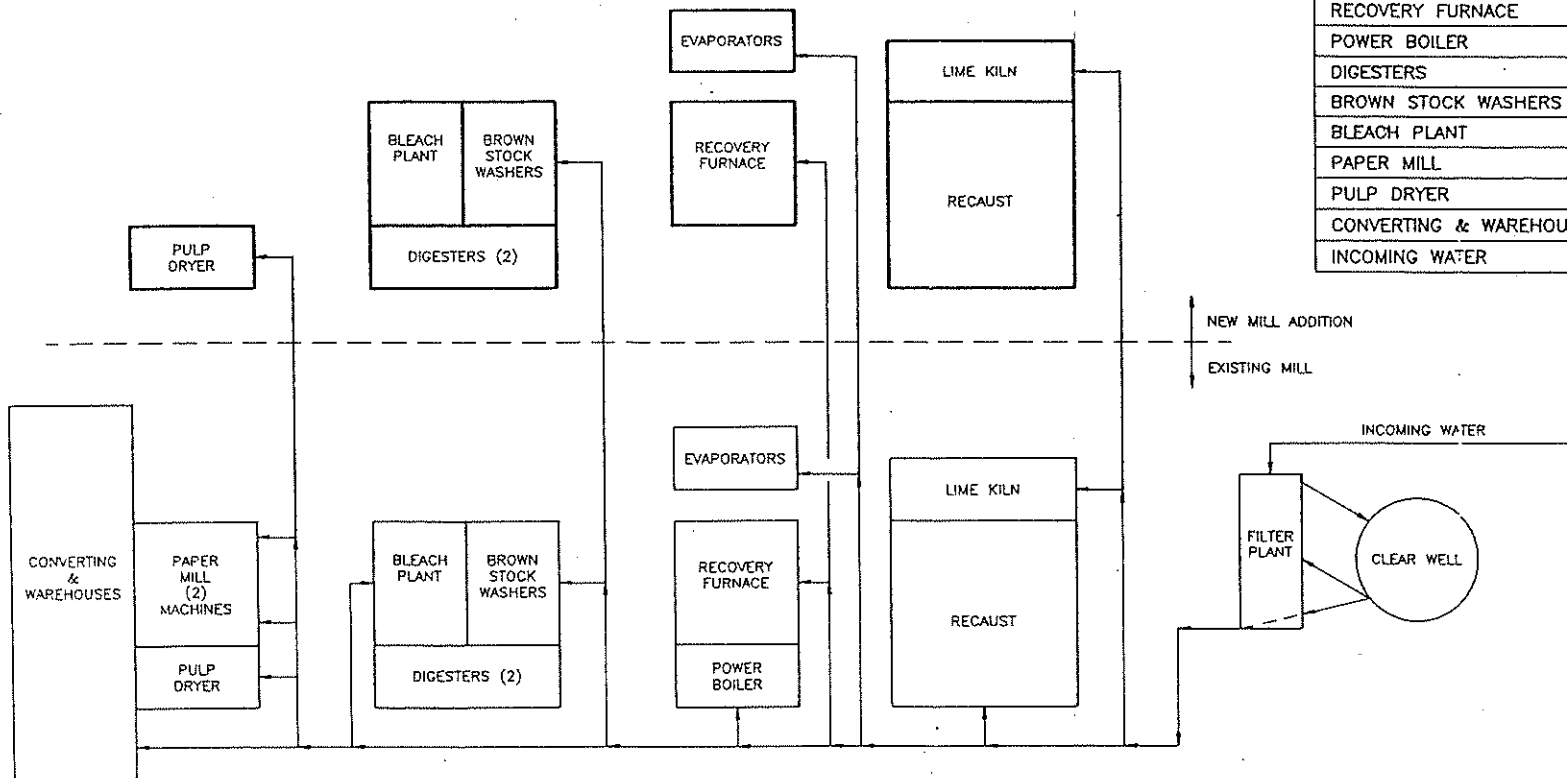 RECOVERY FURNACE
POWER BOILER
DIGESTERS
BROWN STOCK WASHERS
BLEACH PLANT
PAPER MILL
PULP DRYER
CONVERTING & WAREHOU
INCOMING WATER
EVAPORATORS
LIME KILN
BLEACH
PLANT
BROWN
STOCK
WASHERS
RECOVERY
FURNACE
RECAUST
PULP
DRYER
DIGESTERS (2)
NEW MILL ADDITION
EXISTING MILL
INCOMING WATER
EVAPORATORS
LIME KILN
CONVERTING
&
WAREHOUSES
PAPER
MILL
(2)
MACHINES
BLEACH
PLANT
BROWN
STOCK
WASHERS
RECOVERY
FURNACE
RECAUST
FILTER
PLANT
CLEAR WELL
PULP
DRYER
DIGESTERS (2)
POWER
BOILER